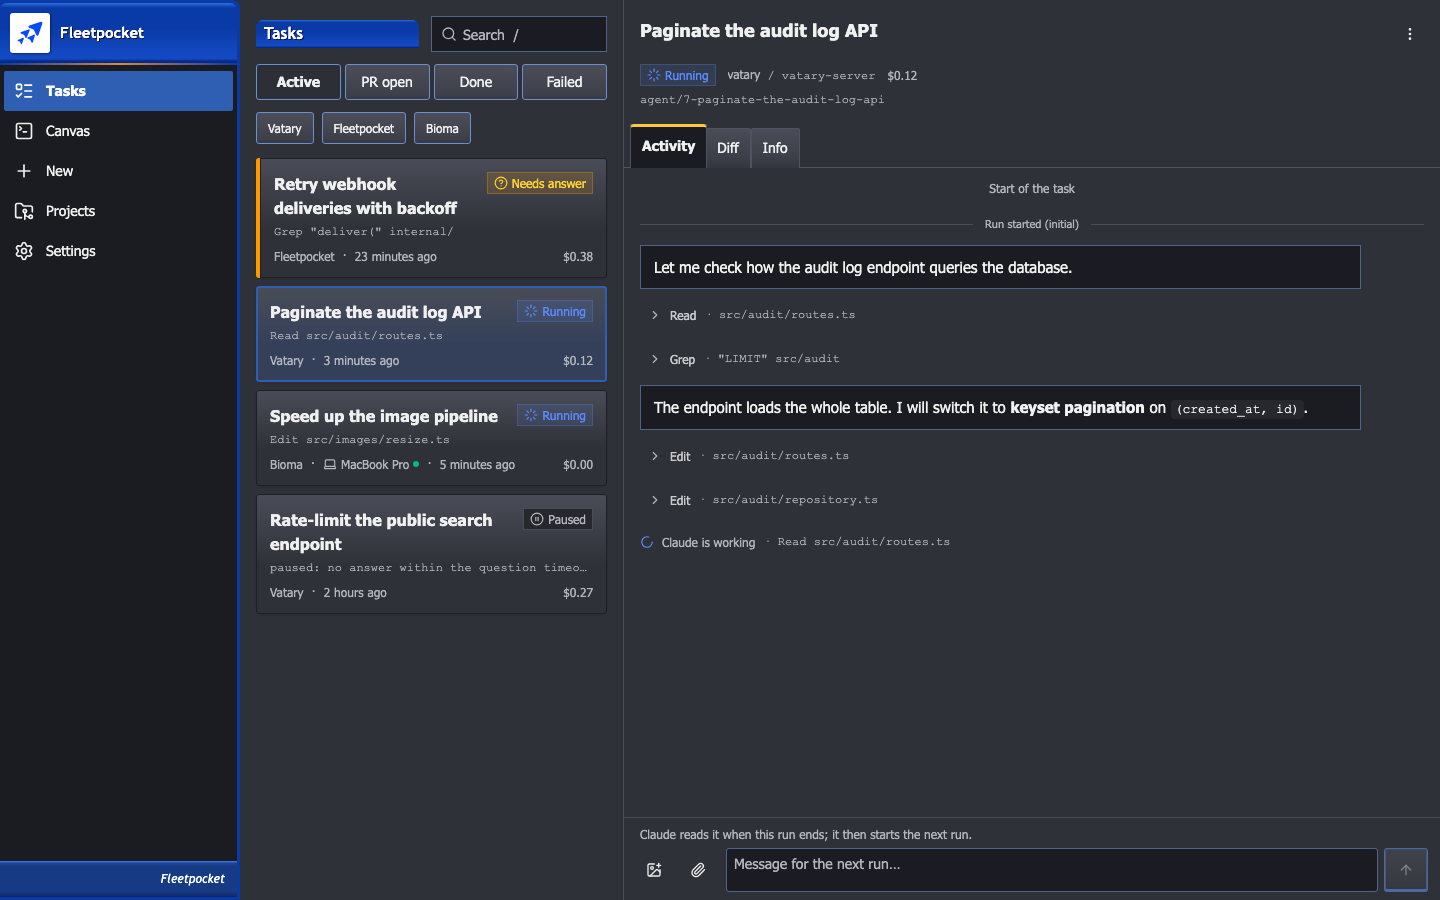 Fleetpocket
Tasks
Canvas
New
Projects
Settings
Fleetpocket
Tasks
Search /
Active
PR open
Done
Failed
Vatary
Fleetpocket
Bioma
Retry webhook
deliveries with backoff
Needs answer
Grep "deliver(" internal/
Fleetpocket · 23 minutes ago
$0.38
Paginate the audit log API
Running
Read src/audit/routes.ts
Vatary · 3 minutes ago
$0.12
Speed up the image pipeline
Running
Edit src/images/resize.ts
Bioma · MacBook Pro · 5 minutes ago
$0.00
Rate-limit the public search
endpoint
Paused
paused: no answer within the question timeo…
Vatary · 2 hours ago
$0.27
Paginate the audit log API
Running vatary / vatary-server $0.12
agent/7-paginate-the-audit-log-api
Activity
Diff
Info
Start of the task
Run started (initial)
Let me check how the audit log endpoint queries the database.
Read · src/audit/routes.ts
Grep · "LIMIT" src/audit
The endpoint loads the whole table. I will switch it to keyset pagination on (created_at, id).
Edit · src/audit/routes.ts
Edit · src/audit/repository.ts
Claude is working · Read src/audit/routes.ts
Claude reads it when this run ends; it then starts the next run.
Message for the next run...